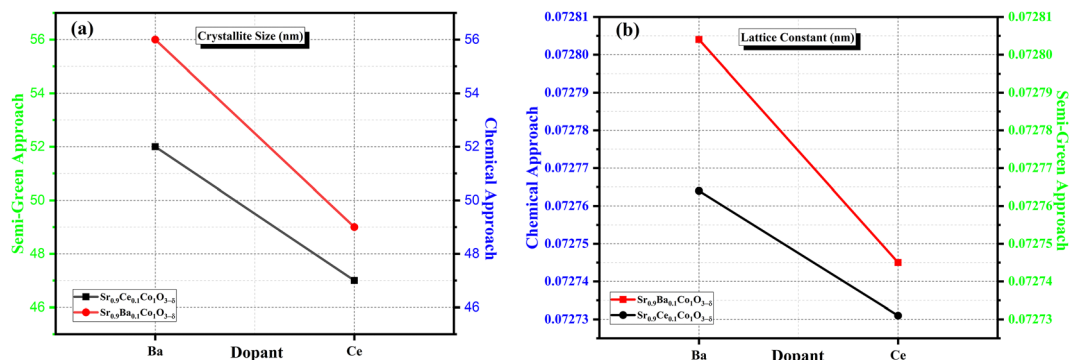 (a)
Crystallite Size (nm)
Semi-Green Approach
56
54
52
50
48
46
56
54
52
50
48
46
Chemical Approach
Sr0.9Ce0.1Co1O3-δ
Sr0.9Ba0.1Co1O3-δ
Ba
Dopant
Ce
(b)
Lattice Constant (nm)
Chemical Approach
0.07281
0.07280
0.07279
0.07278
0.07277
0.07276
0.07275
0.07274
0.07273
0.07281
0.07280
0.07279
0.07278
0.07277
0.07276
0.07275
0.07274
0.07273
Semi-Green Approach
Sr0.9Ba0.1Co1O3-δ
Sr0.9Ce0.1Co1O3-δ
Ba
Dopant
Ce